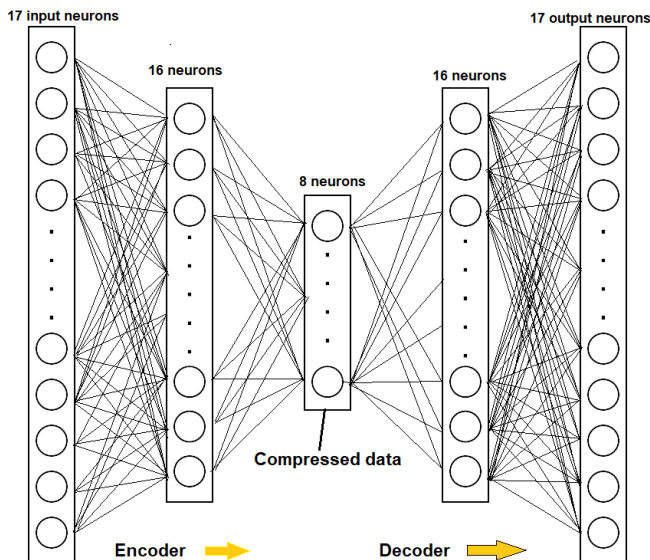 17 input neurons
17 output neurons
16 neurons
16 neurons
8 neurons
Compressed data
Encoder
Decoder